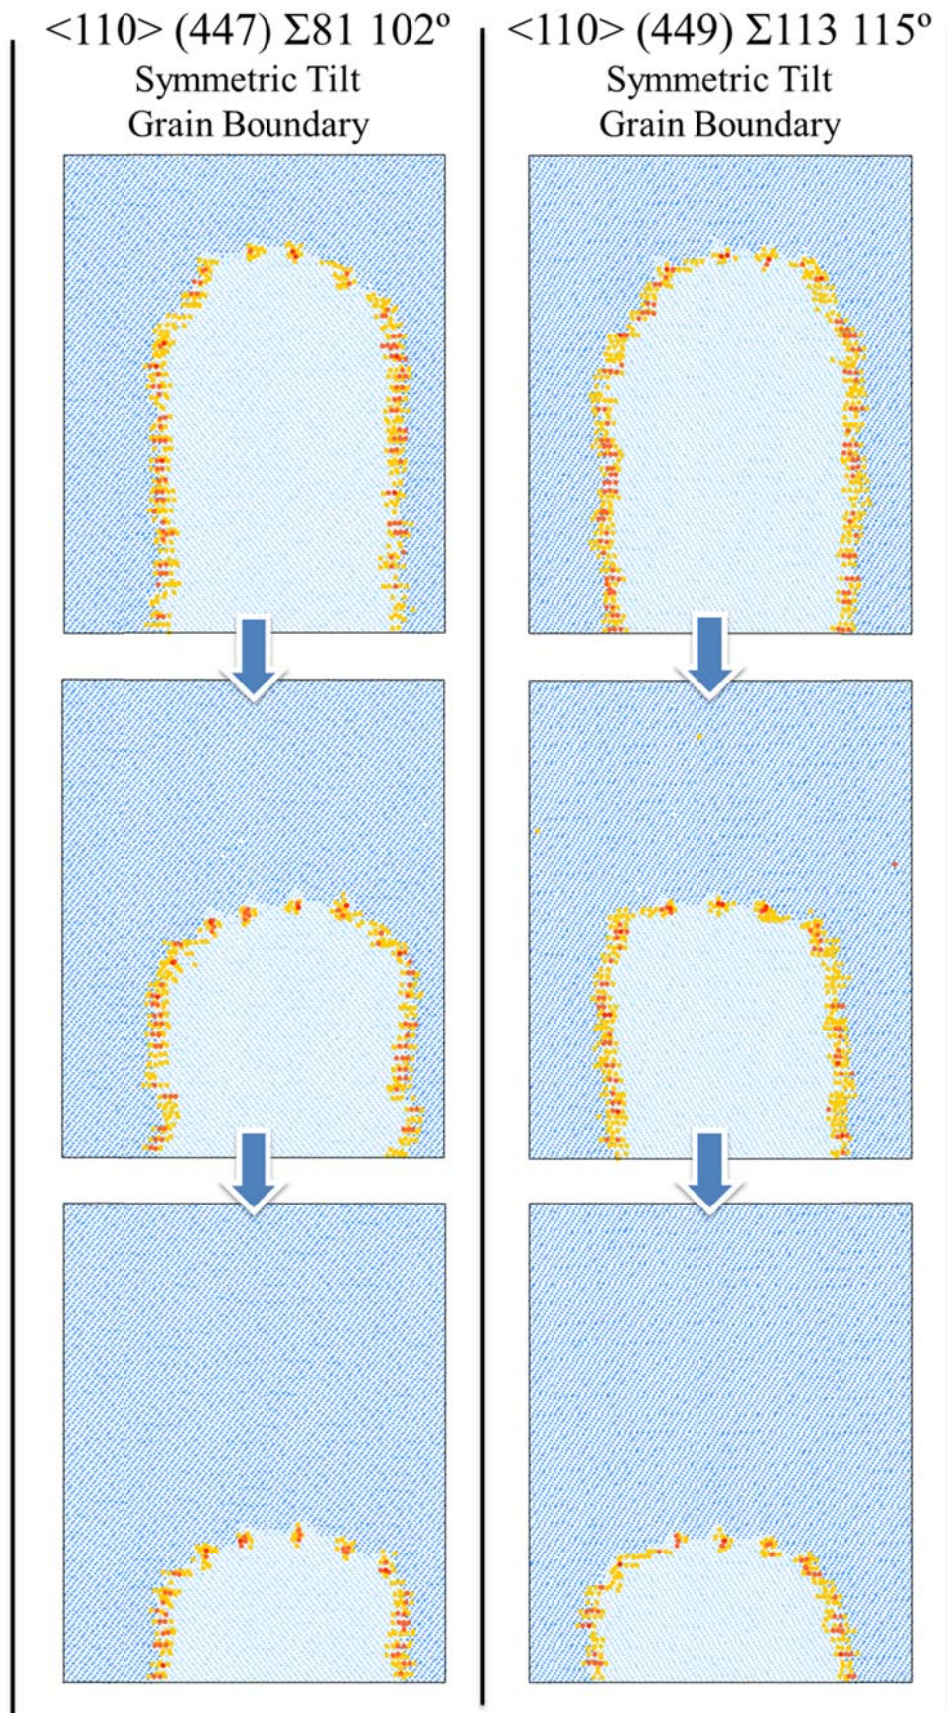 <110> (447) Σ81 102º
Symmetric Tilt
Grain Boundary
<110> (449) Σ113 115º
Symmetric Tilt
Grain Boundary